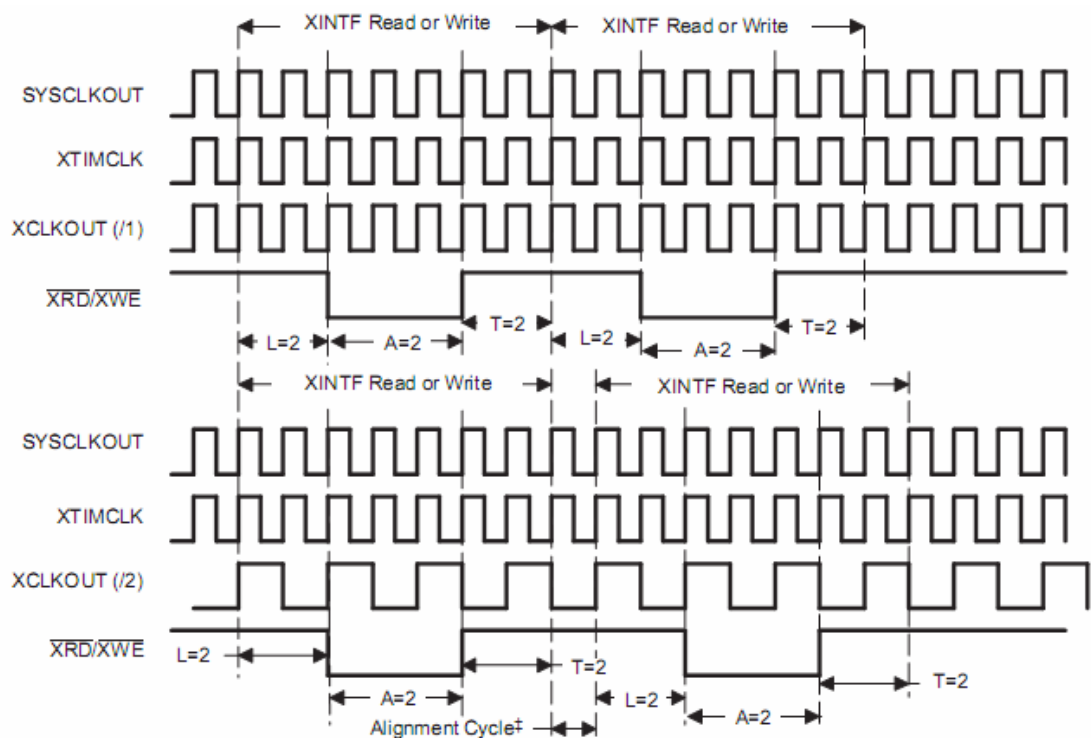 XINTF Read or Write XINTF Read or Write
SYSCLKOUT
XTIMCLK
XCLKOUT (/1)
XRD/XWE
L=2 A=2 T=2 L=2 A=2 T=2
XINTF Read or Write XINTF Read or Write
SYSCLKOUT
XTIMCLK
XCLKOUT (/2)
XRD/XWE
L=2 T=2 T=2
A=2 L=2 A=2
Alignment Cycle‡